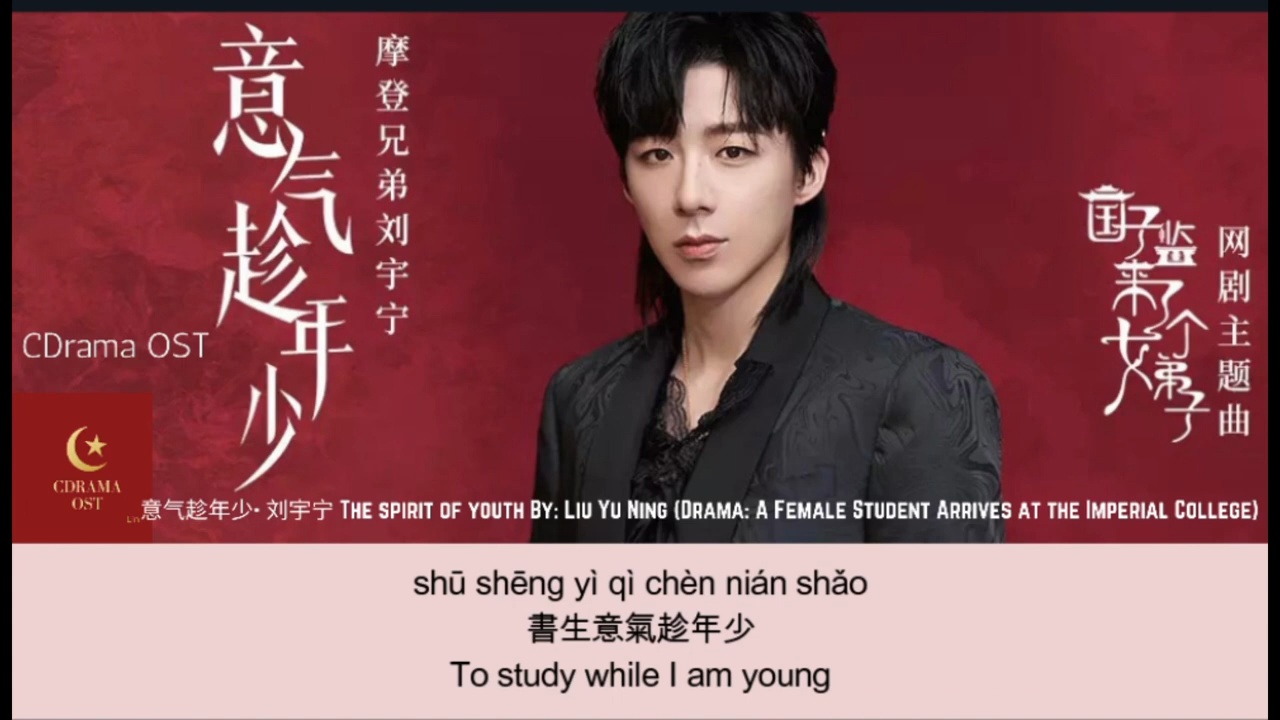 意气趁年少
摩登兄弟刘宇宁
国子监来了个女弟子
网剧主题曲
CDrama OST
CDRAMA
OST
意气趁年少· 刘宇宁 THE SPIRIT OF YOUTH BY: LIU YU NING (DRAMA: A FEMALE STUDENT ARRIVES AT THE IMPERIAL COLLEGE)
shū shēng yì qì chèn nián shǎo
書生意氣趁年少
To study while I am young